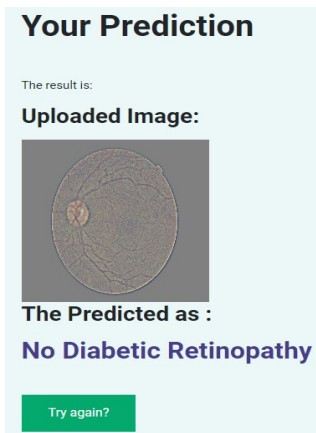 Your Prediction
The result is:
Uploaded Image:
The Predicted as :
No Diabetic Retinopathy
Try again?